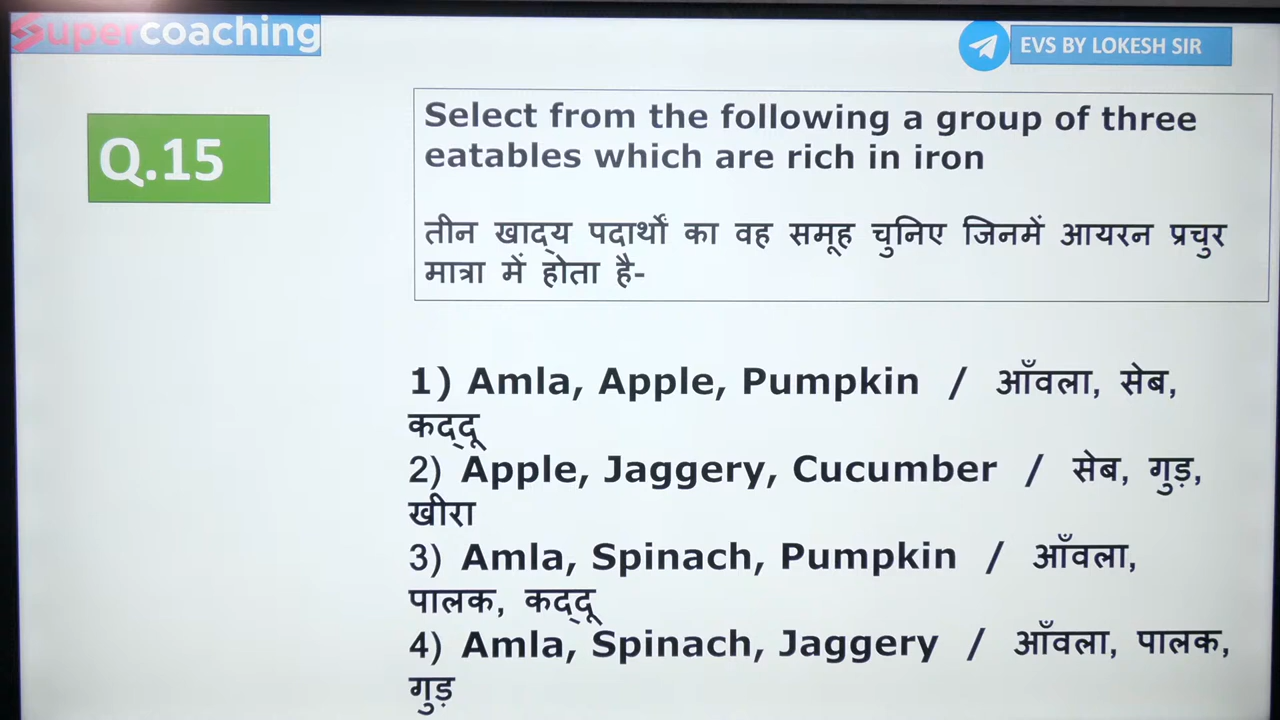 Supercoaching
EVS BY LOKESH SIR
Q.15
Select from the following a group of three
eatables which are rich in iron
तीन खाद्य पदार्थों का वह समूह चुनिए जिनमें आयरन प्रचुर
मात्रा में होता है-
1) Amla, Apple, Pumpkin / आँवला, सेब,
कद्दू
2) Apple, Jaggery, Cucumber / सेब, गुड़,
खीरा
3) Amla, Spinach, Pumpkin / आँवला,
पालक, कद्दू
4) Amla, Spinach, Jaggery / आँवला, पालक,
गुड़